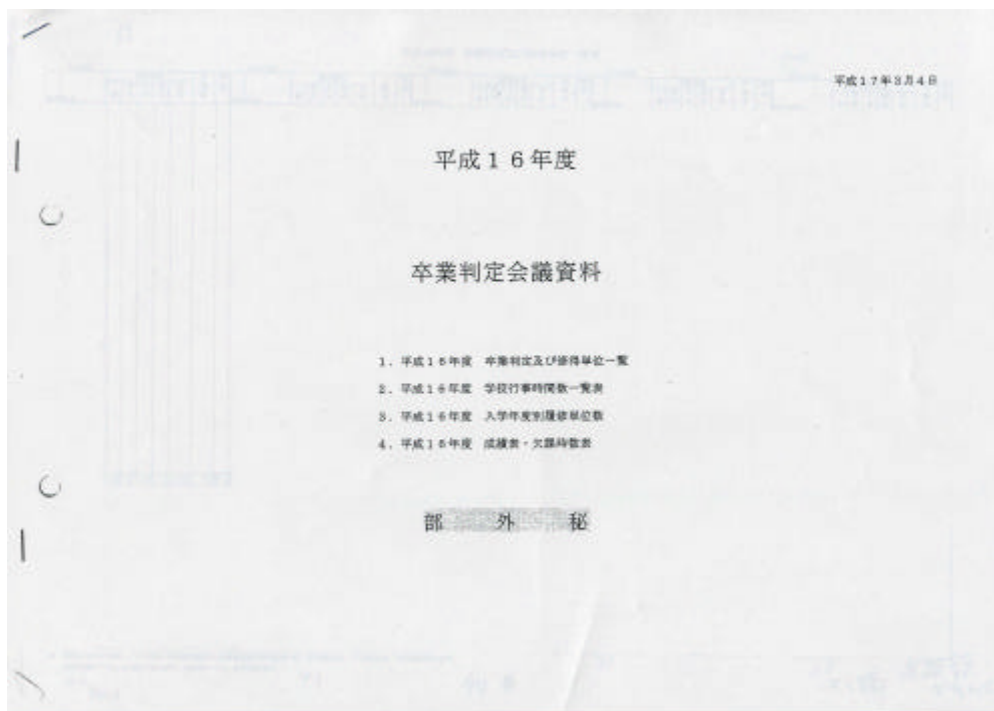 平成17年3月4日
平成16年度
卒業判定会議資料
1.平成16年度 卒業判定及び修得単位一覧
2.平成16年度 学校行事時間数一覧表
3.平成16年度 入学年度別履修単位数
4.平成16年度 成績表・欠課時数表
部 外 秘